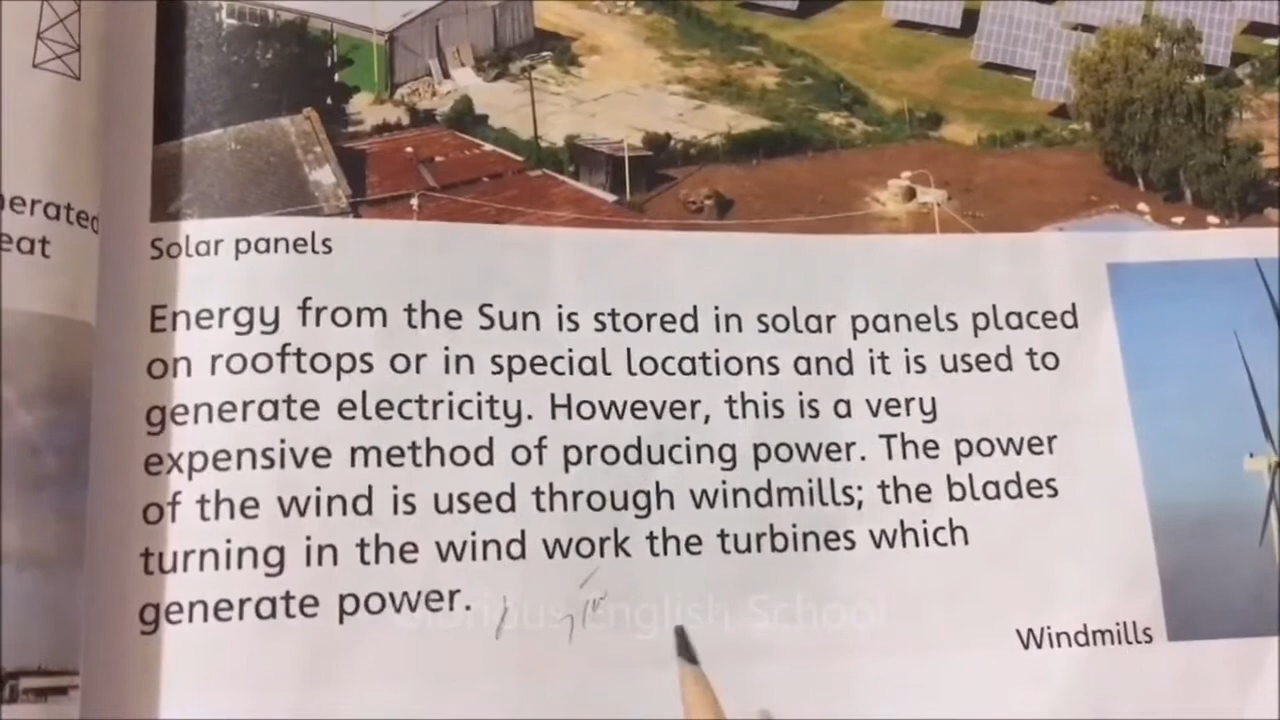 nerated
eat
Solar panels
Energy from the Sun is stored in solar panels placed
on rooftops or in special locations and it is used to
generate electricity. However, this is a very
expensive method of producing power. The power
of the wind is used through windmills; the blades
turning in the wind work the turbines which
generate power.
English School
Windmills